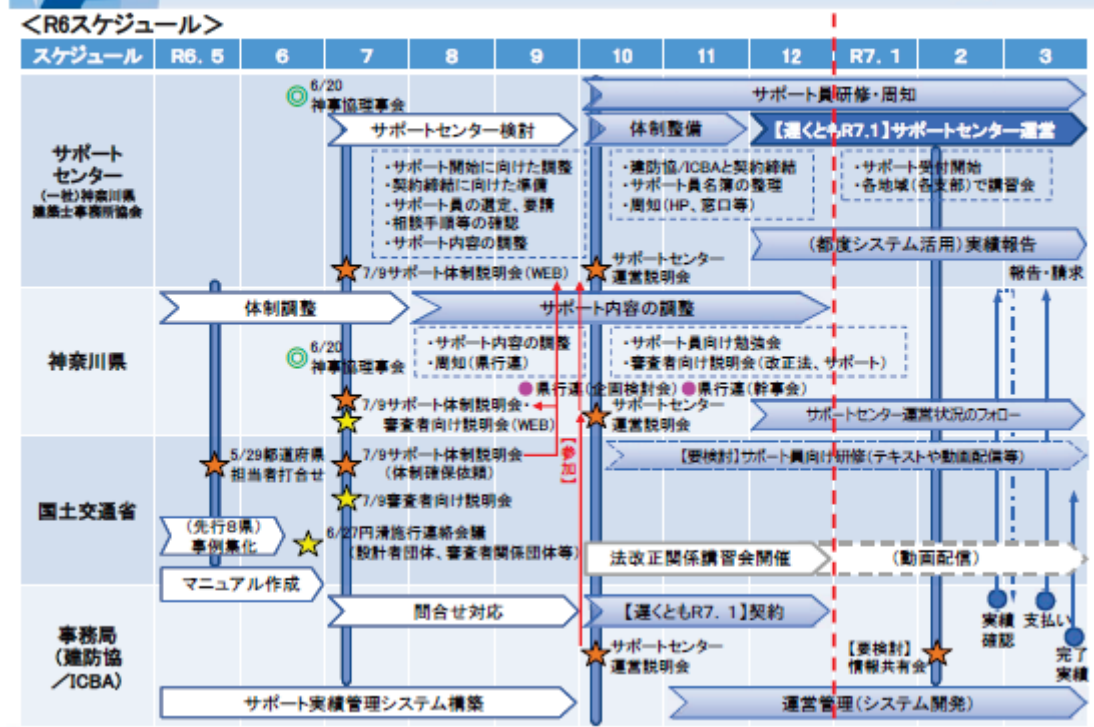 <R6スケジュール>
スケジュール R6. 5 6 7 8 9 10 11 12 R7. 1 2 3
サポート
センター
(一社)神奈川県
建築士事務所協会
6/20
神事協理事会
サポート員研修・周知
サポートセンター検討
体制整備
【遅くともR7.1】サポートセンター運営
・サポート開始に向けた調整
・契約締結に向けた準備
・サポート員の選定、要請
・相談手順等の確認
・サポート内容の調整
・建防協/ICBAと契約締結
・サポート員名簿の整理
・周知(HP、窓口等)
・サポート受付開始
・各地域(各支部)で講習会
(都度システム活用)実績報告
7/9サポート体制説明会(WEB)
サポートセンター
運営説明会
報告・請求
神奈川県
体制調整
サポート内容の調整
6/20
神事協理事会
・サポート内容の調整
・周知(県行連)
・サポート員向け勉強会
・審査者向け説明会(改正法、サポート)
県行連(企画検討会)
県行連(幹事会)
7/9サポート体制説明会・
審査者向け説明会(WEB)
サポートセンター
運営説明会
サポートセンター運営状況のフォロー
国土交通省
5/29都道府県
担当者打合せ
7/9サポート体制説明会
(体制確保依頼)
【参加】
【要検討】サポート員向け研修(テキストや動画配信等)
7/9審査者向け説明会
(先行8県)
事例集化
6/27円滑施行連絡会議
(設計者団体、審査者関係団体等)
法改正関係講習会開催
(動画配信)
マニュアル作成
事務局
(建防協
/ICBA)
問合せ対応
【遅くともR7. 1】契約
実績
確認
支払い
サポートセンター
運営説明会
【要検討】
情報共有会
完了
実績
サポート実績管理システム構築
運営管理(システム開発)